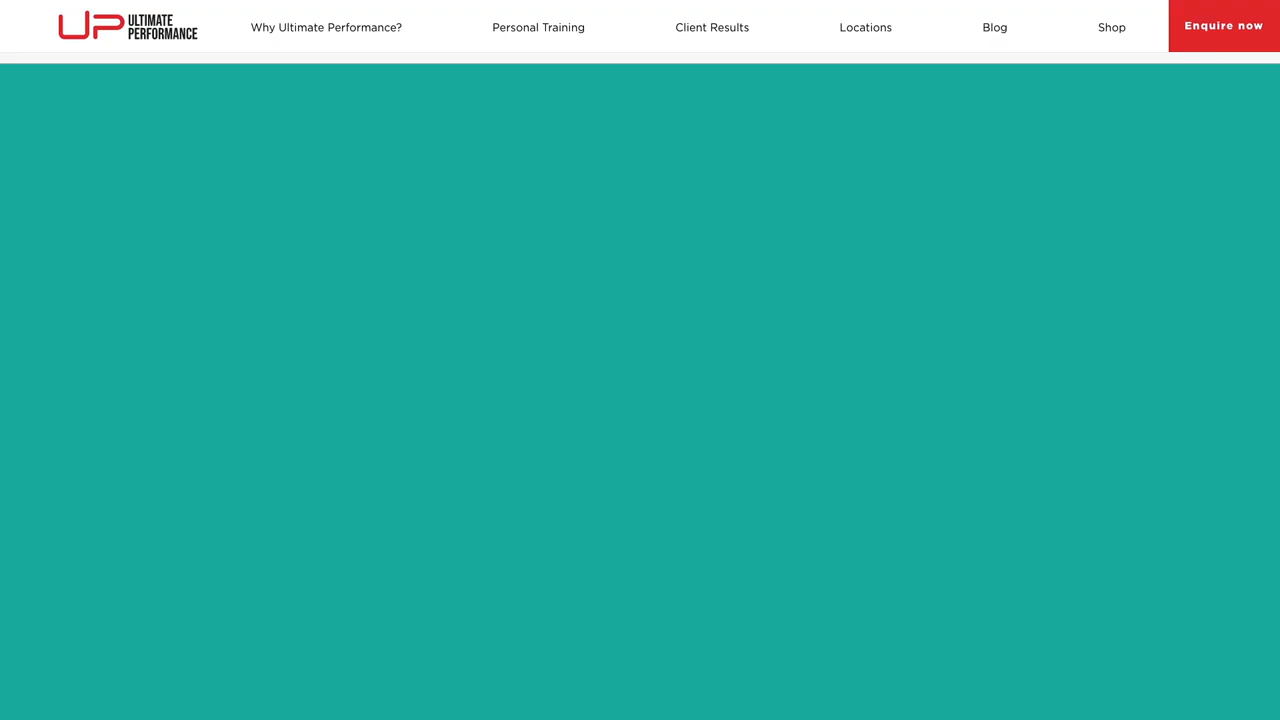 UP ULTIMATE
PERFORMANCE
Why Ultimate Performance?
Personal Training
Client Results
Locations
Blog
Shop
Enquire now